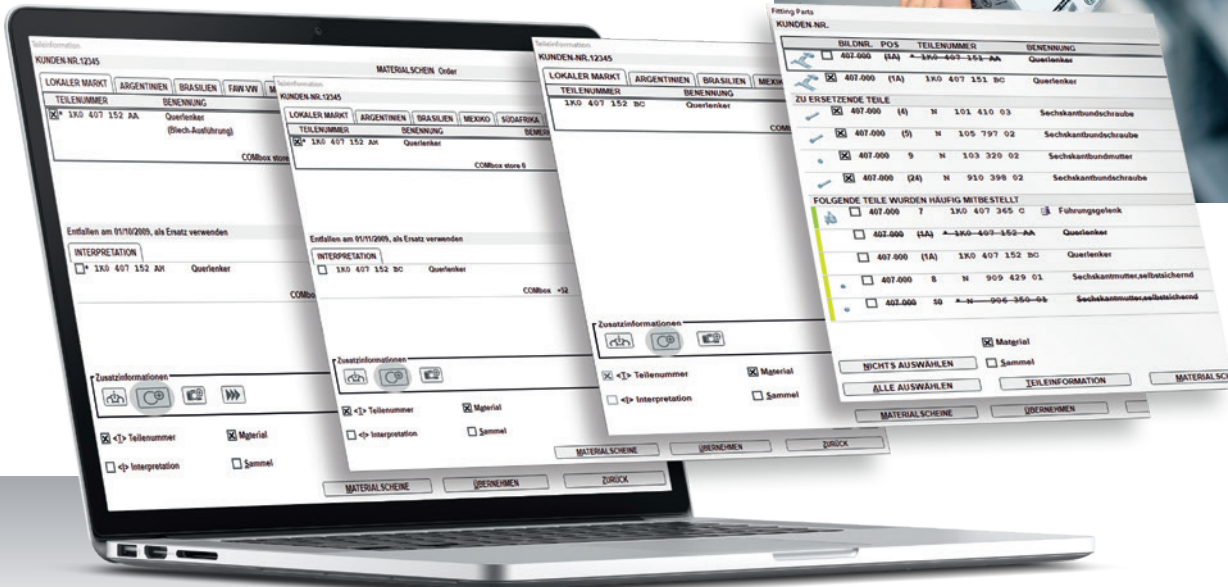 Teileinformation
KUNDEN-NR.12345
MATERIALSCHEIN Order
LOKALER MARKT ARGENTINIEN BRASILIEN FAW-VW
TEILENUMMER BENENNUNG
* 1K0 407 152 AA Querlenker
(Blech-Ausführung)
COMbox store
Entfallen am 01/10/2009, als Ersatz verwenden
INTERPRETATION
* 1K0 407 152 AH Querlenker
Zusatzinformationen
<T> Teilenummer Material
<I> Interpretation Sammel
MATERIALSCHEINE ÜBERNEHMEN ZURÜCK
Teileinformation
KUNDEN-NR.12345
LOKALER MARKT ARGENTINIEN BRASILIEN MEXIKO SÜDAFRIKA
TEILENUMMER BENENNUNG
* 1K0 407 152 AH Querlenker
COMbox store 0
Entfallen am 01/11/2009, als Ersatz verwenden
INTERPRETATION
1K0 407 152 BC Querlenker
COMbox +32
Zusatzinformationen
<T> Teilenummer Material
<I> Interpretation Sammel
MATERIALSCHEINE ÜBERNEHMEN ZURÜCK
Teileinformation
KUNDEN-NR.12345
LOKALER MARKT ARGENTINIEN BRASILIEN
TEILENUMMER BENENNUNG
1K0 407 152 BC Querlenker
Zusatzinformationen
<T> Teilenummer Material
<I> Interpretation Sammel
MATERIALSCHEINE ÜBERNEHMEN
Fitting Parts
KUNDEN-NR.
BILDNR. POS TEILENUMMER BENENNUNG
407-000 (1A) * 1K0 407 151 AA Querlenker
407-000 (1A) 1K0 407 151 BC Querlenker
ZU ERSETZENDE TEILE
407-000 (4) N 101 410 03 Sechskantbundschraube
407-000 (5) N 105 797 02 Sechskantbundschraube
407-000 9 N 103 320 02 Sechskantbundmutter
407-000 (24) N 910 398 02 Sechskantbundschraube
FOLGENDE TEILE WURDEN HÄUFIG MITBESTELLT
407-000 7 1K0 407 365 C Führungsgelenk
407-000 (1A) * 1K0 407 152 AA Querlenker
407-000 (1A) 1K0 407 152 BC Querlenker
407-000 8 N 909 429 01 Sechskantmutter,selbstsichernd
407-000 10 * N 906 350 01 Sechskantmutter,selbstsichernd
Material
NICHTS AUSWÄHLEN Sammel
ALLE AUSWÄHLEN TEILEINFORMATION